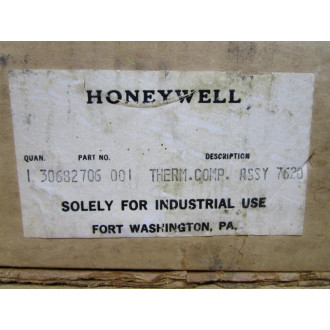 HONEYWELL
QUAN. PART NO. DESCRIPTION
1 30682706 001 THERM.COMP. ASSY 7620
SOLELY FOR INDUSTRIAL USE
FORT WASHINGTON, PA.